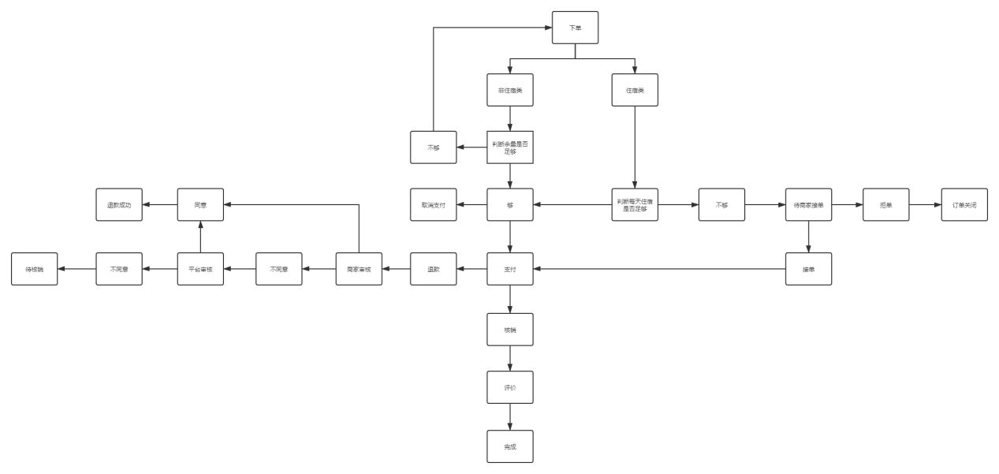 下单
非住宿类
住宿类
不够
判断余量是否
足够
退款成功
同意
取消支付
够
判断每天住宿
是否足够
不够
待商家接单
拒单
订单关闭
待核销
不同意
平台审核
不同意
商家审核
退款
支付
接单
核销
评价
完成